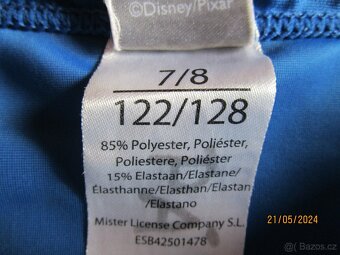 ©Disney/Pixar
7/8
122/128
85% Polyester, Poliéster,
Poliestere, Poliéster
15% Elastaan/Elastane/
Élasthanne/Elasthan/Elastan
/Elastano
Mister License Company S.L.
ESB42501478
21/05/2024
Bazos.cz